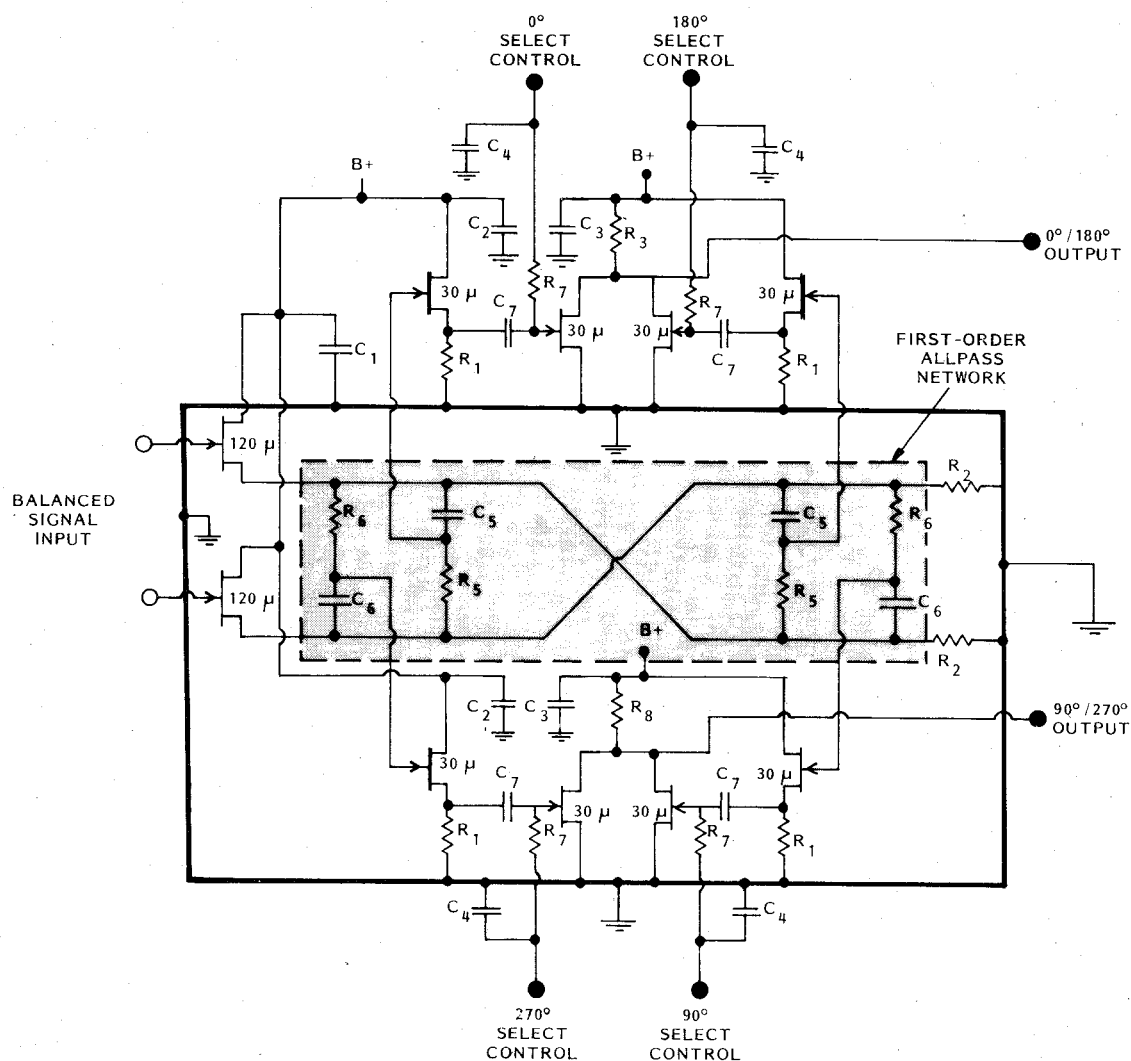 0°
SELECT
CONTROL
180°
SELECT
CONTROL
C4
C4
B+
B+
C2
C3
R3
0°/180°
OUTPUT
R7
R7
30 μ
C7
30 μ
30 μ
C7
30 μ
R1
R1
C1
FIRST-ORDER
ALLPASS
NETWORK
120 μ
R2
BALANCED
SIGNAL
INPUT
R6
C5
C5
R6
120 μ
C6
R5
R5
C6
B+
R2
C2
C3
R8
90°/270°
OUTPUT
30 μ
C7
30 μ
30 μ
C7
30 μ
R1
R7
R7
R1
C4
C4
270°
SELECT
CONTROL
90°
SELECT
CONTROL